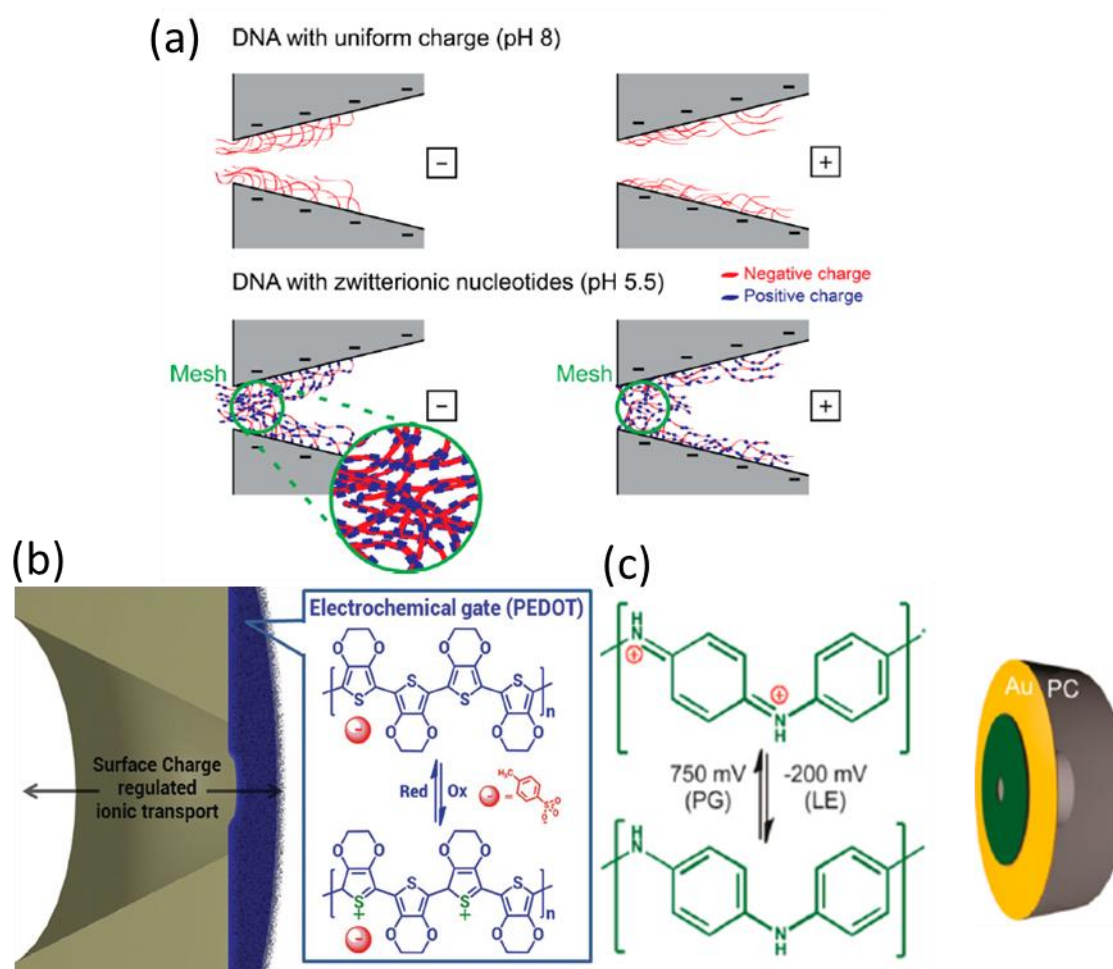 (a)
DNA with uniform charge (pH 8)
− − − −
− − − −
−
+
− − − −
− − − −
DNA with zwitterionic nucleotides (pH 5.5)
Negative charge
Positive charge
Mesh
− − − −
− − − −
−
Mesh
− − − −
− − − −
+
(b)
Surface Charge
regulated
ionic transport
Electrochemical gate (PEDOT)
O O O O
S S
S S
O O O O
n
−
Red Ox
− =
H₃C
S O
O
O⁻
O O O O
S+ S S+ S
O O O O
n
−
(c)
H
N
+
+
N
H
750 mV
(PG)
-200 mV
(LE)
H
N
N
H
Au PC